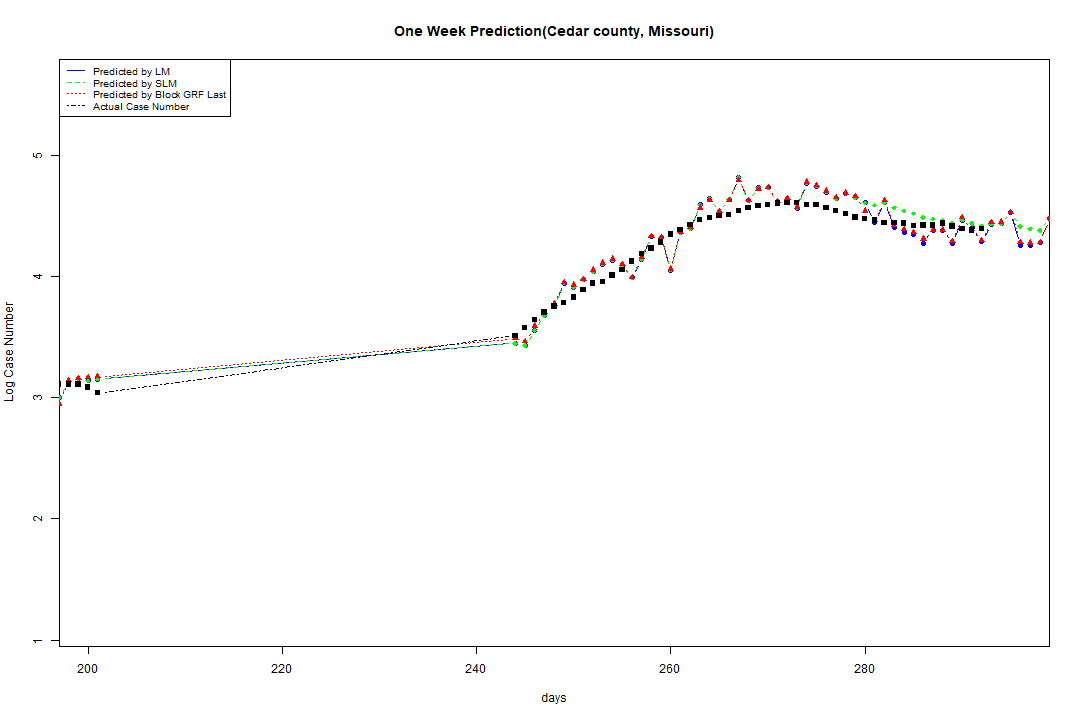 One Week Prediction(Cedar county, Missouri)
Predicted by LM
Predicted by SLM
Predicted by Block GRF Last
Actual Case Number
5
4
3
2
1
Log Case Number
200 220 240 260 280
days